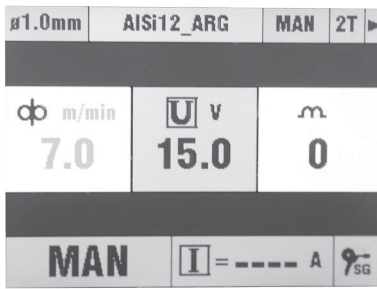 ø1.0mm AlSi12_ARG MAN 2T
m/min U V
7.0 15.0 0
MAN I = ---- A SG